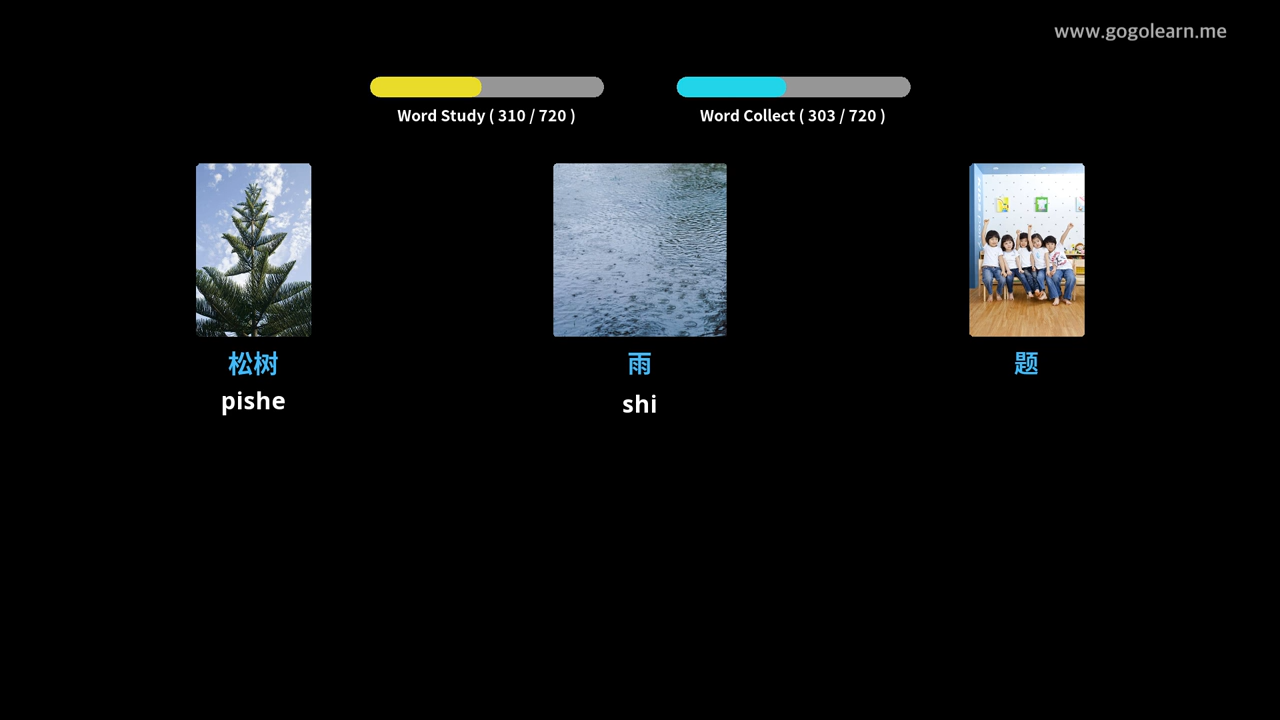 www.gogolearn.me
Word Study ( 310 / 720 )
Word Collect ( 303 / 720 )
松树
pishe
雨
shi
题